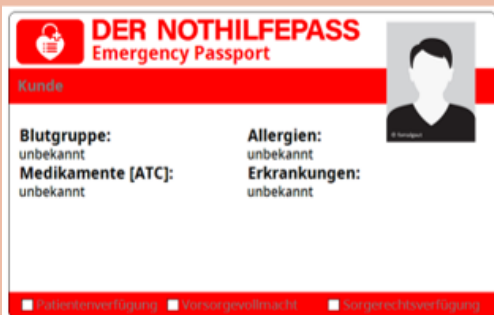 DER NOTHILFEPASS
Emergency Passport
Kunde
Blutgruppe:
unbekannt
Medikamente [ATC]:
unbekannt
Allergien:
unbekannt
Erkrankungen:
unbekannt
Patientenverfügung Vorsorgevollmacht Sorgerechtsverfügung